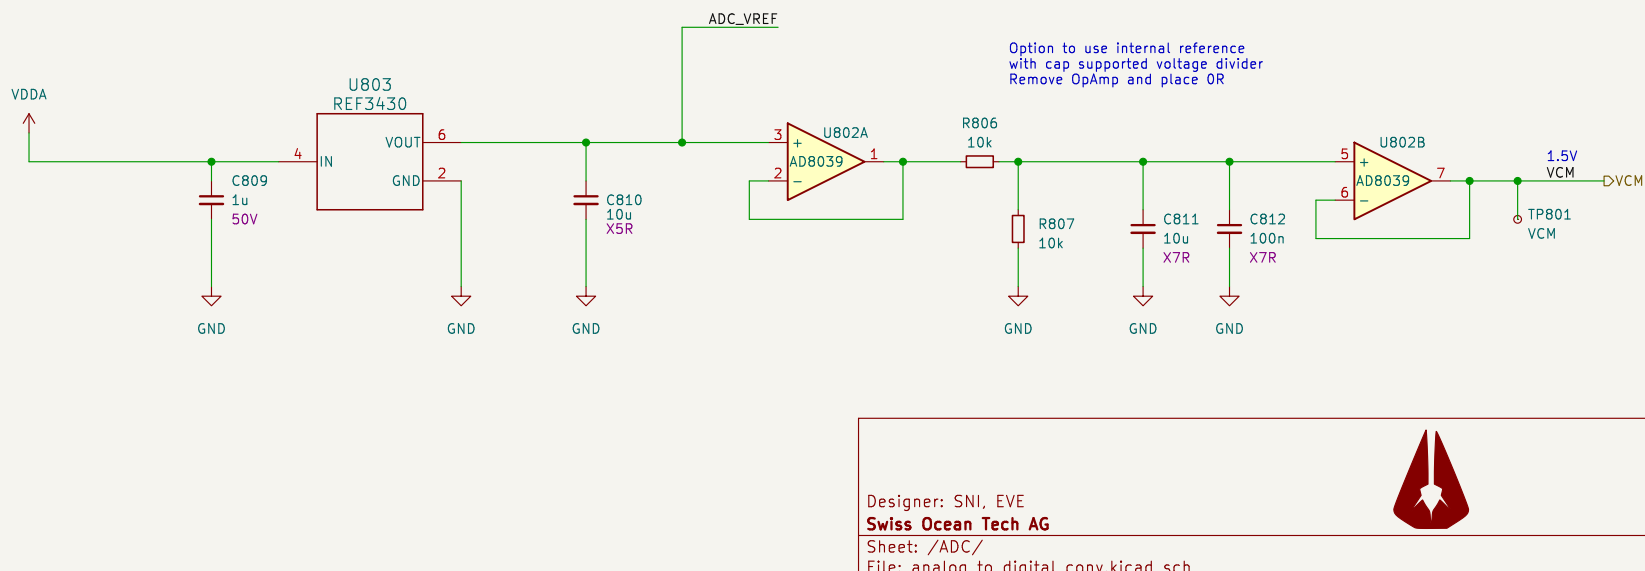 ADC_VREF
Option to use internal reference
with cap supported voltage divider
Remove OpAmp and place 0R
VDDA
U803
REF3430
4
IN
VOUT
6
GND
2
C809
1u
50V
C810
10u
X5R
3
+
U802A
AD8039
1
2
-
R806
10k
R807
10k
C811
10u
X7R
C812
100n
X7R
5
+
U802B
AD8039
7
6
-
1.5V
VCM
VCM
TP801
VCM
GND
GND
GND
GND
GND
GND
Designer: SNI, EVE
Swiss Ocean Tech AG
Sheet: /ADC/
File: analog_to_digital_conv.kicad_sch